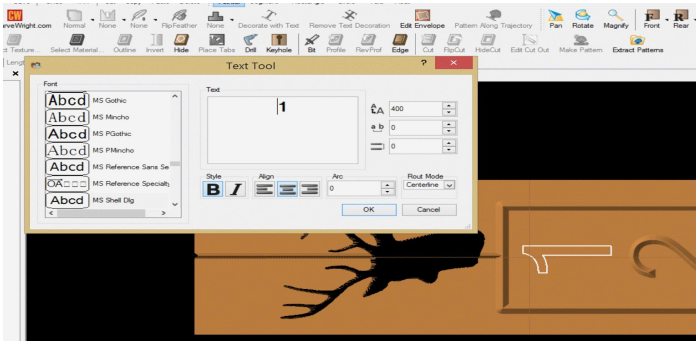 CW
rveWright.com Normal None None FlipFeather None Decorate with Text Remove Text Decoration Edit Envelope Pattern Along Trajectory Pan Rotate Magnify Front Rear
ct Texture... Select Material... Outline Invert Hide Place Tabs Drill Keyhole Bit Profile RevProf Edge Cut FlipCut HideCut Edit Cut Out Make Pattern Extract Patterns
Lengt
Text Tool
Font
Text
Abcd MS Gothic
Abcd MS Mincho
Abcd MS PGothic
Abcd MS PMincho
Abcd MS Reference Sans Se
MS Reference Specialty
Abcd MS Shell Dlg
1
400
a b 0
0
Style Align Arc Rout Mode
B I 0 Centerline
OK Cancel